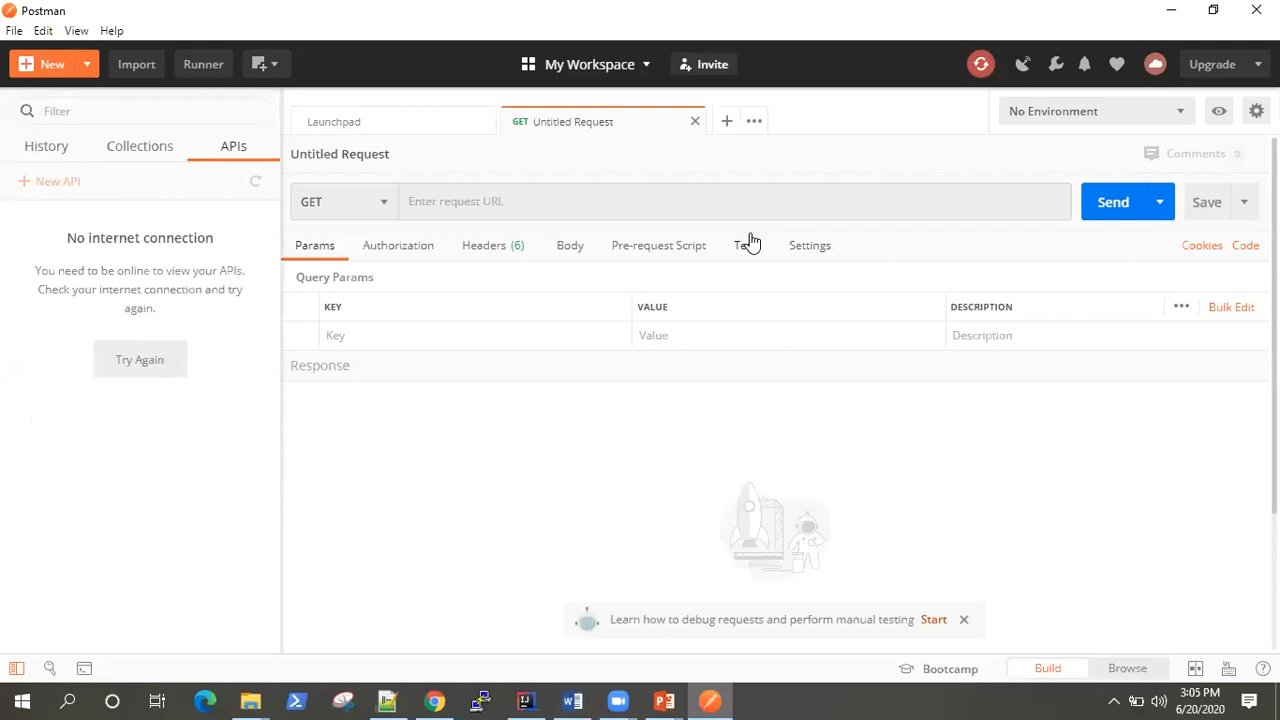 Postman
File Edit View Help
New Import Runner My Workspace Invite Upgrade
Filter
History Collections APIs
New API
No internet connection
You need to be online to view your APIs.
Check your internet connection and try
again.
Try Again
Launchpad GET Untitled Request No Environment
Untitled Request Comments 0
GET Enter request URL Send Save
Params Authorization Headers (6) Body Pre-request Script Settings Cookies Code
Query Params
KEY VALUE DESCRIPTION Bulk Edit
Key Value Description
Response
Learn how to debug requests and perform manual testing Start
Bootcamp Build Browse
3:05 PM
6/20/2020